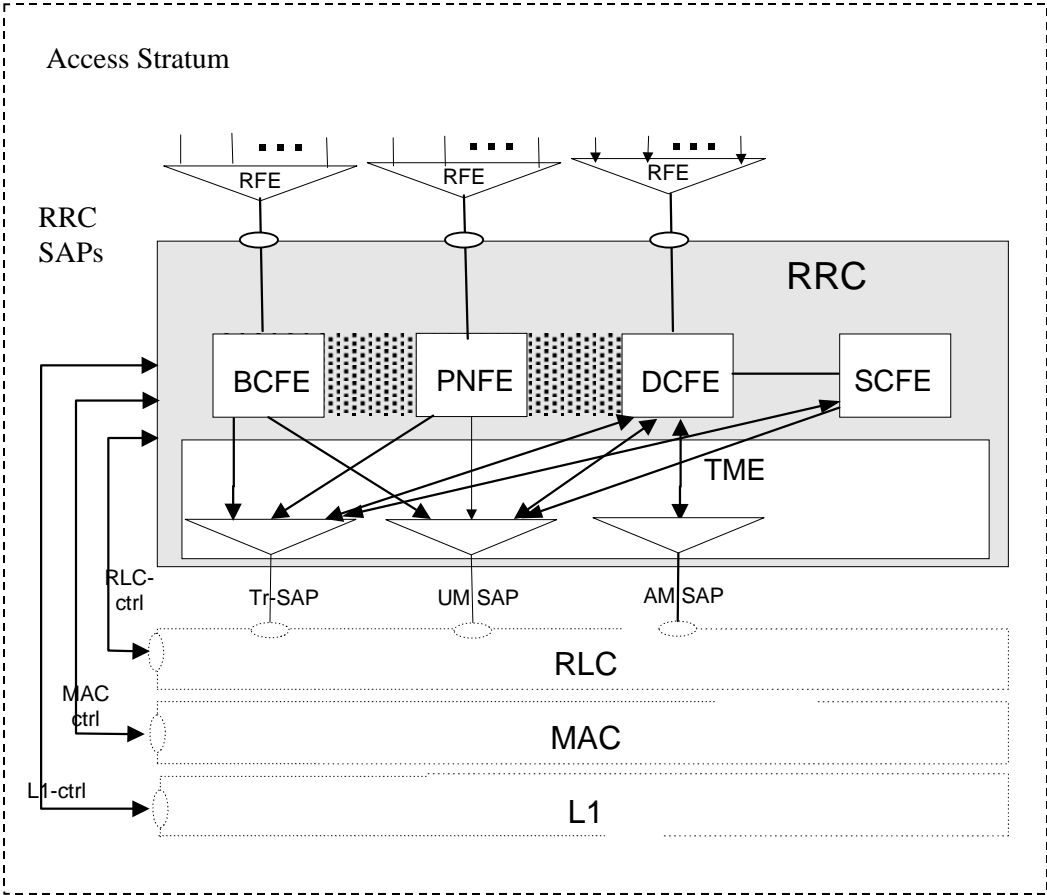 Access Stratum
RFE
RFE
RFE
RRC
SAPs
RRC
BCFE
PNFE
DCFE
SCFE
TME
RLC-
ctrl
Tr-SAP
UM SAP
AM SAP
RLC
MAC
ctrl
MAC
L1-ctrl
L1